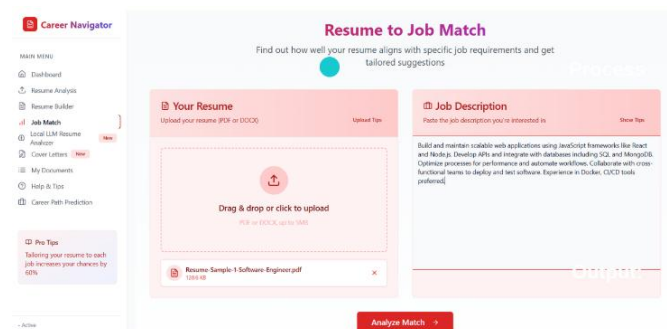 Career Navigator
MAIN MENU
Dashboard
Resume Analysis
Resume Builder
Job Match
Local LLM Resume
Analyzer
New
Cover Letters
New
My Documents
Help & Tips
Career Path Prediction
Pro Tips
Tailoring your resume to each
job increases your chances by
60%
- Active
Resume to Job Match
Find out how well your resume aligns with specific job requirements and get
tailored suggestions
Process
Your Resume
Upload your resume (PDF or DOCX)
Upload Tips
Drag & drop or click to upload
PDF or DOCX, up to 5MB
Resume-Sample-1-Software-Engineer.pdf
Job Description
Paste the job description you're interested in
Show Tips
Build and maintain scalable web applications using JavaScript frameworks like React
and Node.js. Develop APIs and integrate with databases including SQL and MongoDB.
Optimize processes for performance and automate workflows. Collaborate with cross-
functional teams to deploy and test software. Experience in Docker, CI/CD tools
preferred.
Output:
Analyze Match →